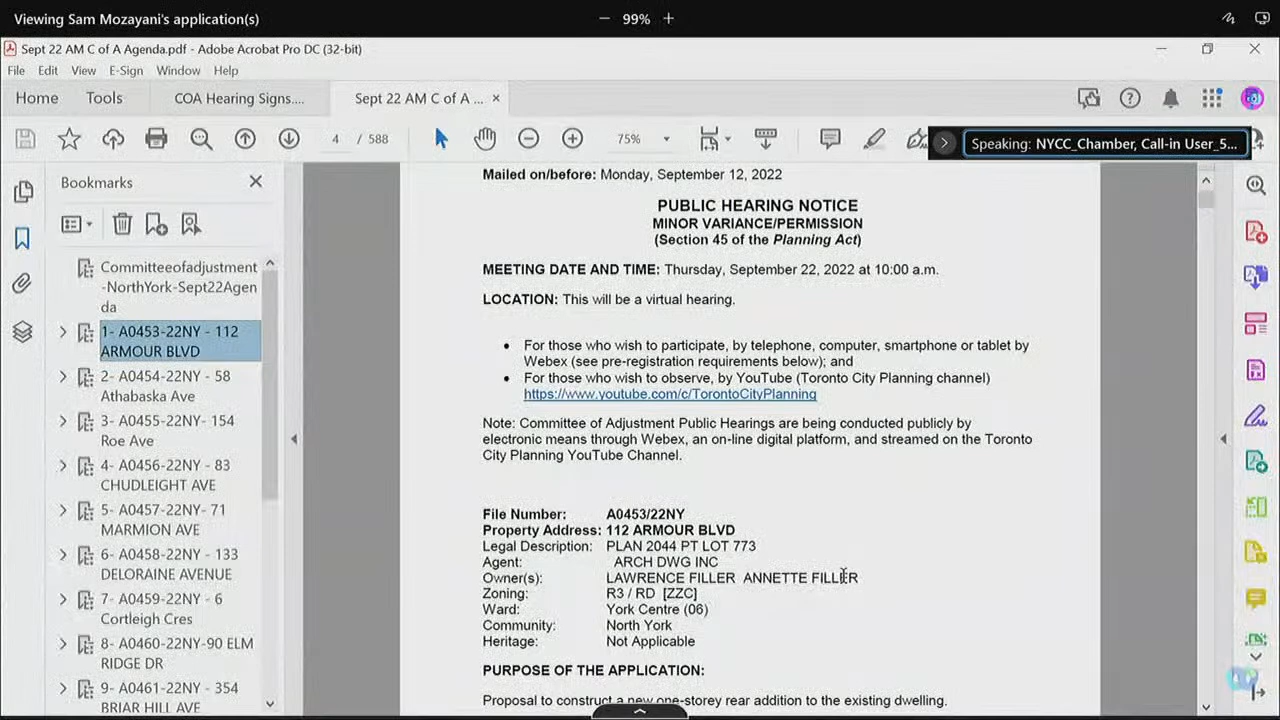 Viewing Sam Mozayani's application(s)
99%
Sept 22 AM C of A Agenda.pdf - Adobe Acrobat Pro DC (32-bit)
File Edit View E-Sign Window Help
Home Tools COA Hearing Signs.... Sept 22 AM C of A ... ×
4 / 588 75%
Speaking: NYCC_Chamber, Call-in User_5...
Bookmarks
Committeeofadjustment
-NorthYork-Sept22Agen
da
1- A0453-22NY - 112
ARMOUR BLVD
2- A0454-22NY - 58
Athabaska Ave
3- A0455-22NY - 154
Roe Ave
4- A0456-22NY - 83
CHUDLEIGHT AVE
5- A0457-22NY- 71
MARMION AVE
6- A0458-22NY - 133
DELORAINE AVENUE
7- A0459-22NY - 6
Cortleigh Cres
8- A0460-22NY-90 ELM
RIDGE DR
9- A0461-22NY - 354
BRIAR HILL AVE
Mailed on/before: Monday, September 12, 2022
PUBLIC HEARING NOTICE
MINOR VARIANCE/PERMISSION
(Section 45 of the Planning Act)
MEETING DATE AND TIME: Thursday, September 22, 2022 at 10:00 a.m.
LOCATION: This will be a virtual hearing.
• For those who wish to participate, by telephone, computer, smartphone or tablet by
Webex (see pre-registration requirements below); and
• For those who wish to observe, by YouTube (Toronto City Planning channel)
https://www.youtube.com/c/TorontoCityPlanning
Note: Committee of Adjustment Public Hearings are being conducted publicly by
electronic means through Webex, an on-line digital platform, and streamed on the Toronto
City Planning YouTube Channel.
File Number: A0453/22NY
Property Address: 112 ARMOUR BLVD
Legal Description: PLAN 2044 PT LOT 773
Agent: ARCH DWG INC
Owner(s): LAWRENCE FILLER ANNETTE FILLER
Zoning: R3 / RD [ZZC]
Ward: York Centre (06)
Community: North York
Heritage: Not Applicable
PURPOSE OF THE APPLICATION:
Proposal to construct a new one-storey rear addition to the existing dwelling.